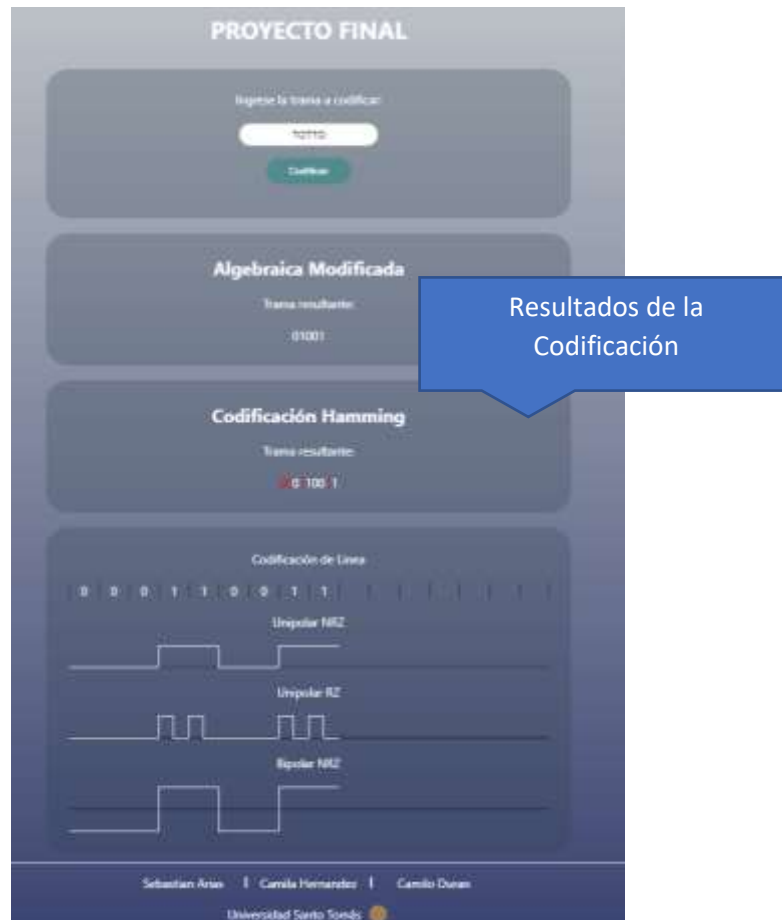 PROYECTO FINAL
Ingrese la trama a codificar:
Codificar
Algebraica Modificada
Trama resultante:
01001
Resultados de la
Codificación
Codificación Hamming
Trama resultante:
Codificación de Linea
0 0 0 1 1 0 0 1 1
Unipolar NRZ
Unipolar RZ
Bipolar NRZ
Sebastian Arias | Camila Hernandez | Camilo Duran
Universidad Santo Tomás